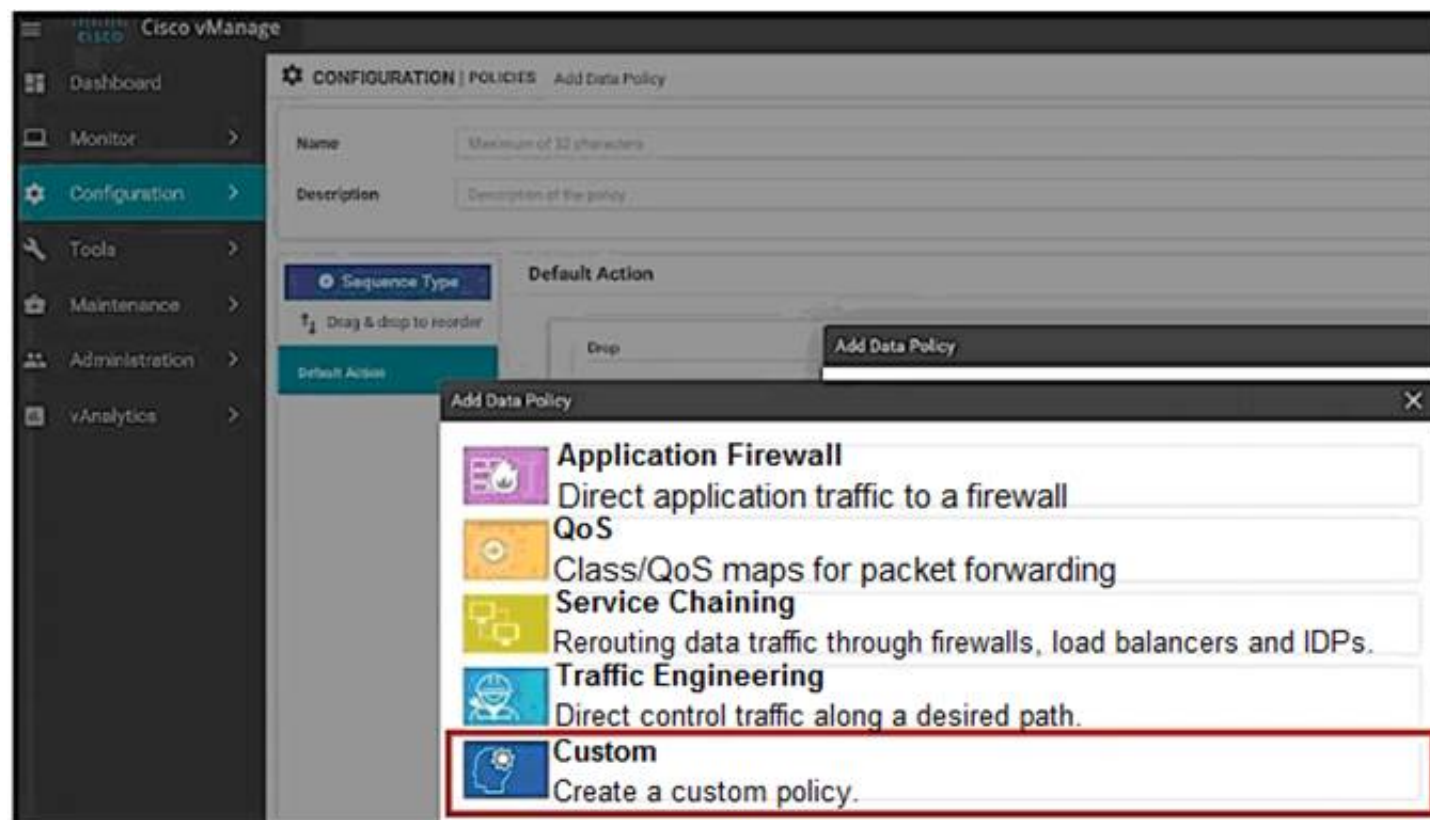 CISCO Cisco vManage
Dashboard
Monitor
Configuration
Tools
Maintenance
Administration
vAnalytics
CONFIGURATION | POLICIES Add Data Policy
Name Maximum of 32 characters
Description Description of the policy
Sequence Type
Drag & drop to reorder
Default Action
Default Action
Drop
Add Data Policy
Add Data Policy
Application Firewall
Direct application traffic to a firewall
QoS
Class/QoS maps for packet forwarding
Service Chaining
Rerouting data traffic through firewalls, load balancers and IDPs.
Traffic Engineering
Direct control traffic along a desired path.
Custom
Create a custom policy.